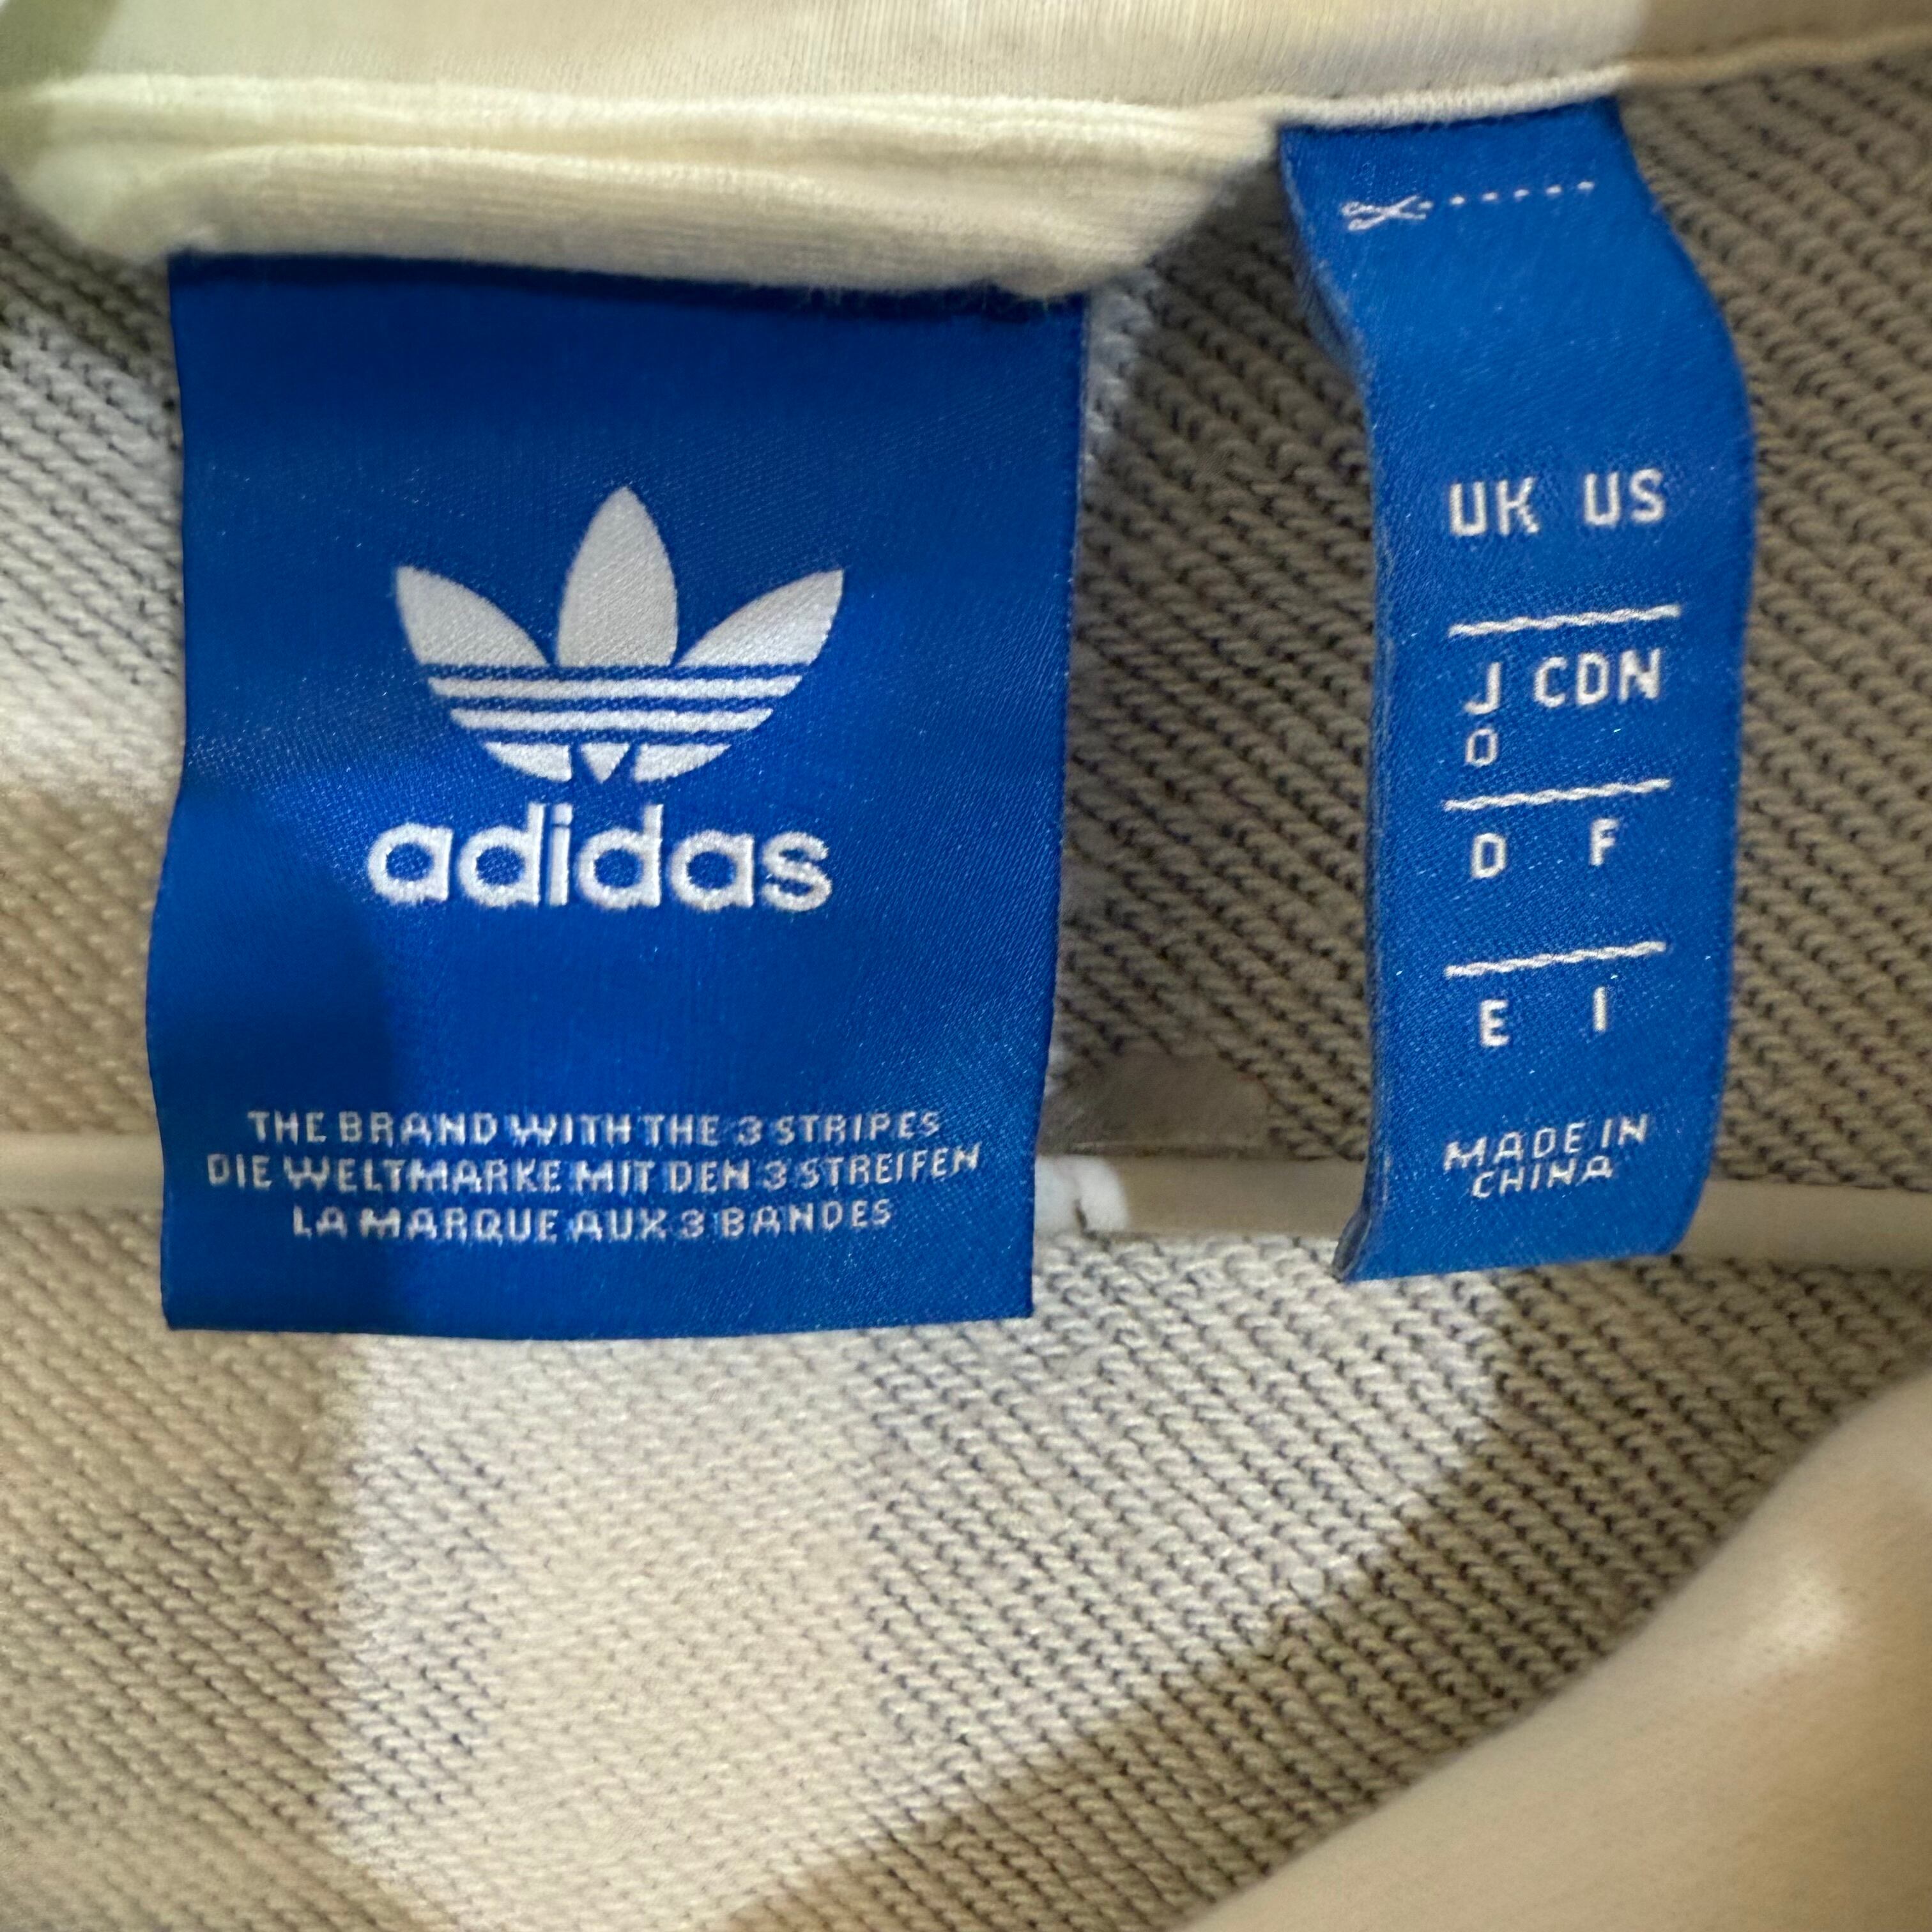 adidas
THE BRAND WITH THE 3 STRIPES
DIE WELTMARKE MIT DEN 3 STREIFEN
LA MARQUE AUX 3 BANDES
UK US
J CDN
O
D F
E I
MADE IN
CHINA